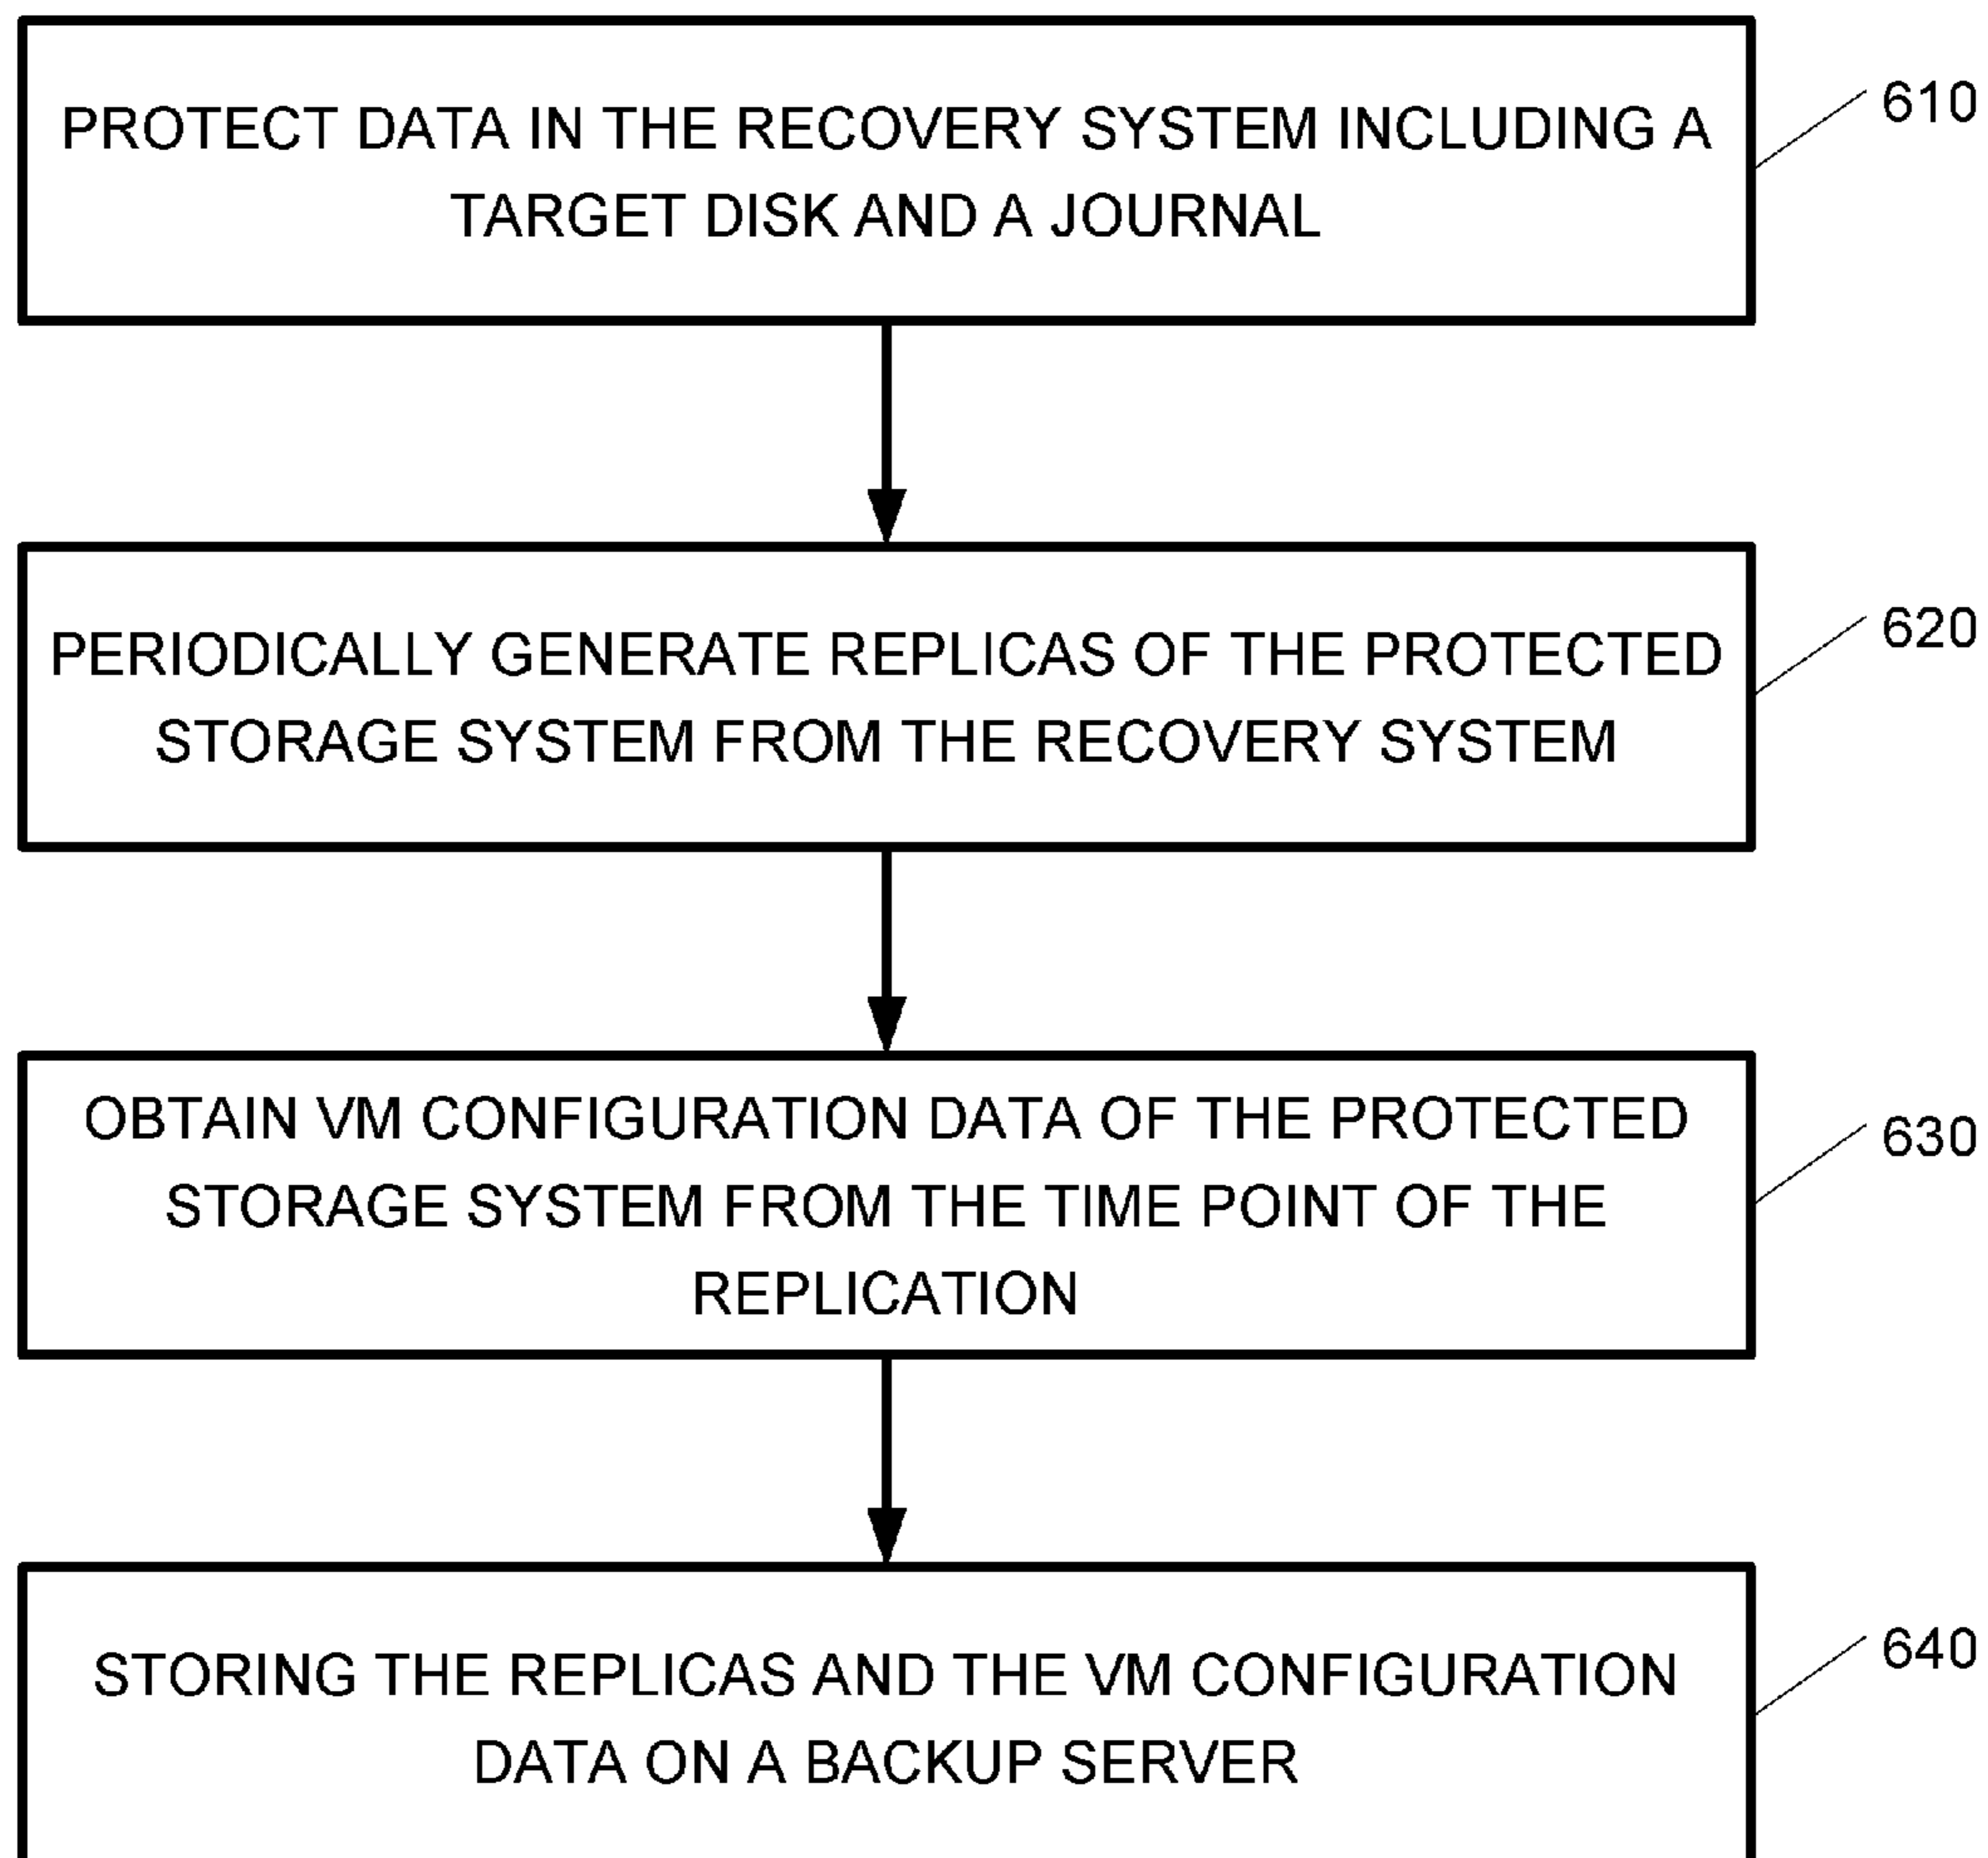 PROTECT DATA IN THE RECOVERY SYSTEM INCLUDING A
TARGET DISK AND A JOURNAL
610
PERIODICALLY GENERATE REPLICAS OF THE PROTECTED
STORAGE SYSTEM FROM THE RECOVERY SYSTEM
620
OBTAIN VM CONFIGURATION DATA OF THE PROTECTED
STORAGE SYSTEM FROM THE TIME POINT OF THE
REPLICATION
630
STORING THE REPLICAS AND THE VM CONFIGURATION
DATA ON A BACKUP SERVER
640